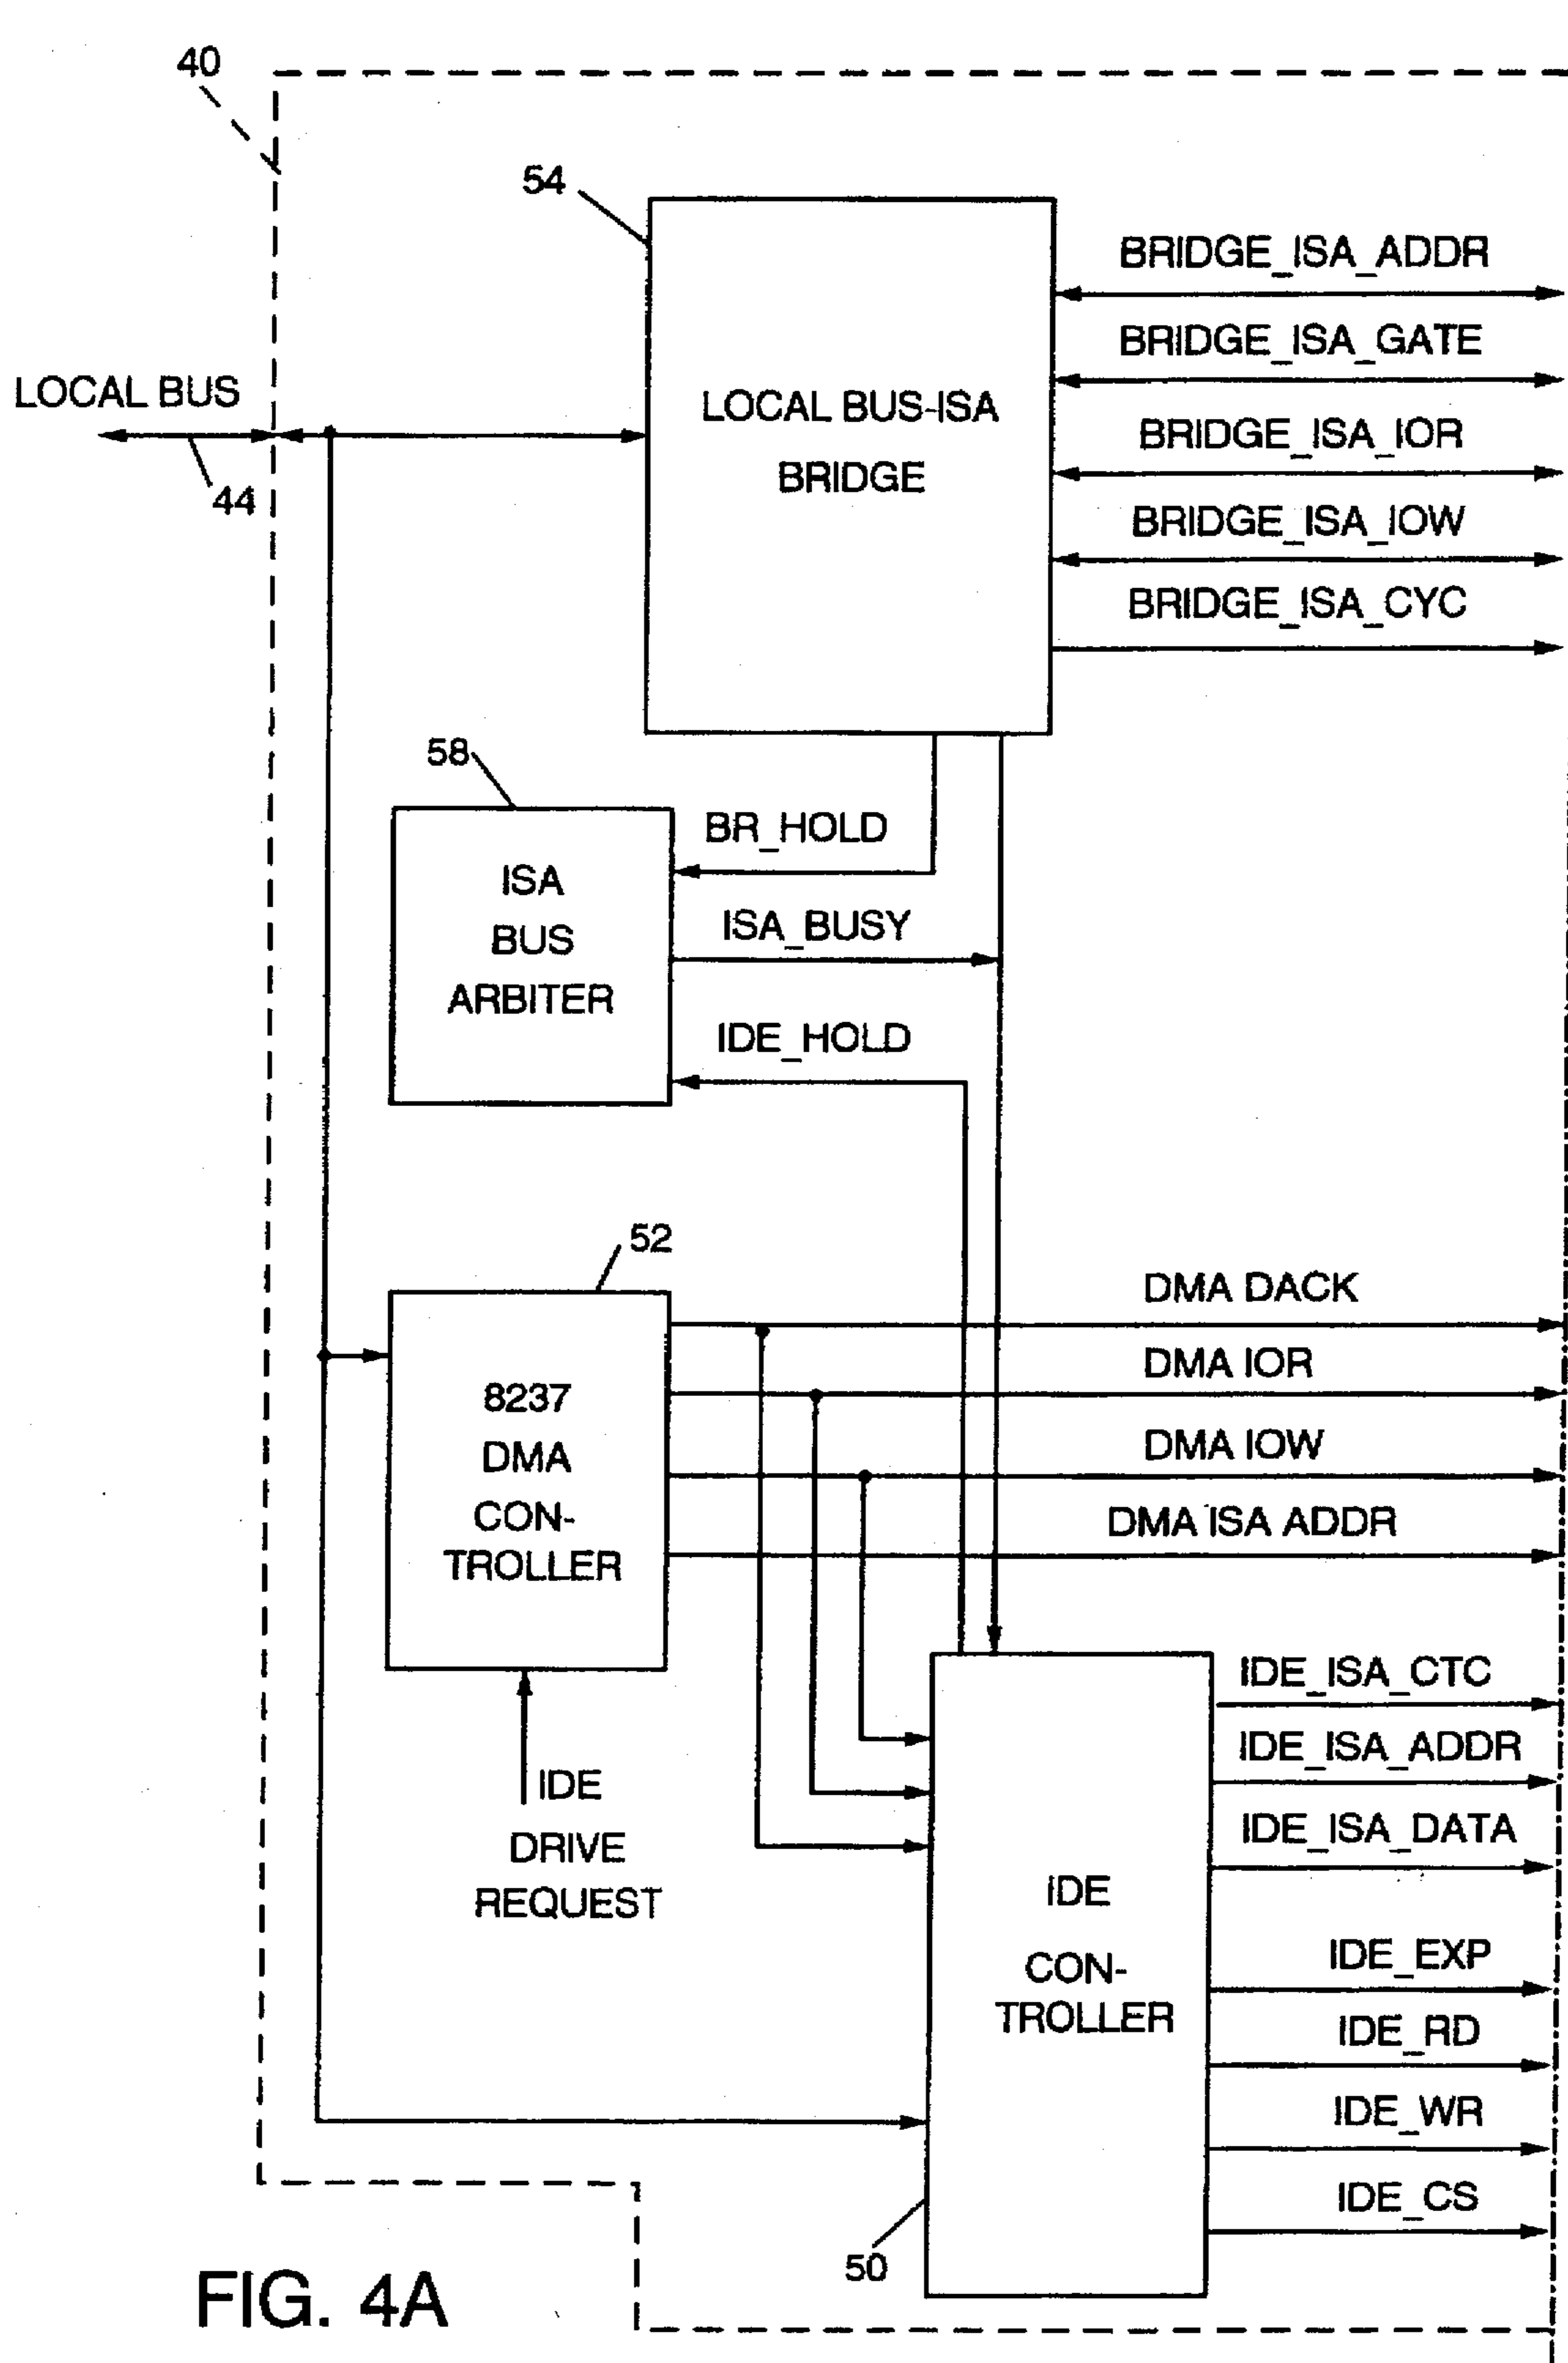 40
54
BRIDGE_ISA_ADDR
BRIDGE_ISA_GATE
LOCAL BUS
LOCAL BUS-ISA
BRIDGE
BRIDGE_ISA_IOR
44
BRIDGE_ISA_IOW
BRIDGE_ISA_CYC
58
BR_HOLD
ISA
BUS
ARBITER
ISA_BUSY
IDE_HOLD
52
DMA DACK
DMA IOR
8237
DMA
CON-
TROLLER
DMA IOW
DMA ISA ADDR
IDE_ISA_CTC
IDE_ISA_ADDR
IDE
DRIVE
REQUEST
IDE_ISA_DATA
IDE
CON-
TROLLER
IDE_EXP
IDE_RD
IDE_WR
IDE_CS
50
FIG. 4A